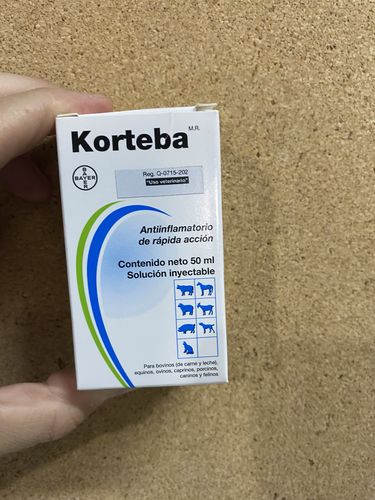 Korteba M.R.
BAYER
BAYER
Reg. Q-0715-202
"Uso veterinario"
Antiinflamatorio
de rápida acción
Contenido neto 50 ml
Solución inyectable
Para bovinos (de carne y leche),
equinos, ovinos, caprinos, porcinos,
caninos y felinos